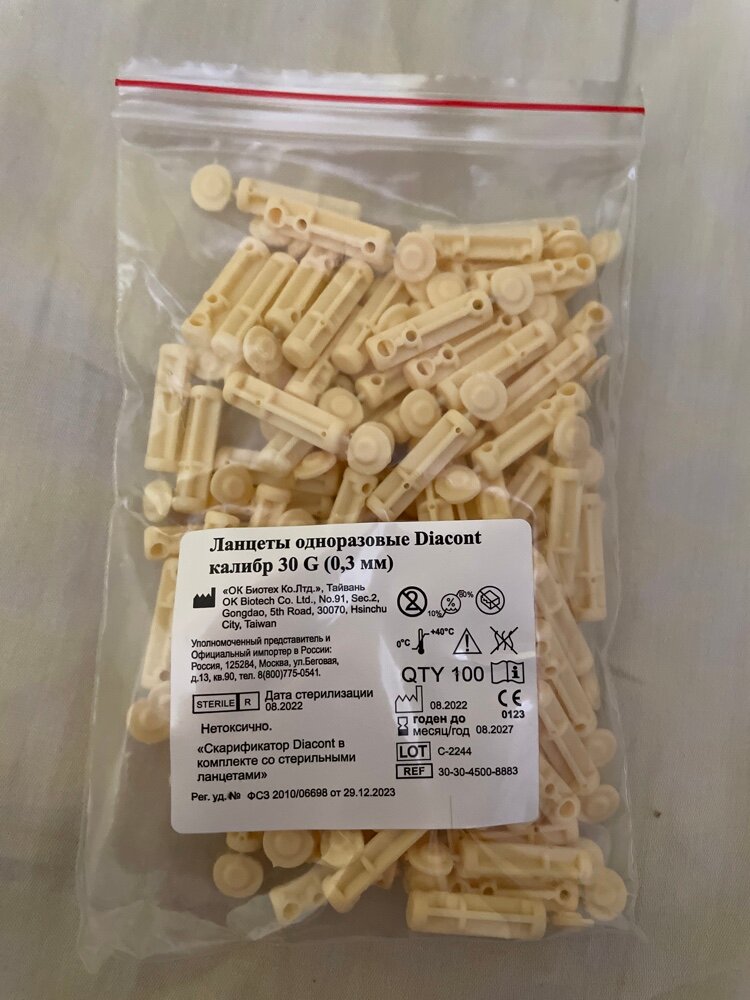 Ланцеты одноразовые Diacont
калибр 30 G (0,3 мм)
«ОК Биотех Ко.Лтд.», Тайвань
OK Biotech Co. Ltd., No.91, Sec.2,
Gongdao, 5th Road, 30070, Hsinchu
City, Taiwan
2
10% % 80%
Уполномоченный представитель и
Официальный импортер в России:
Россия, 125284, Москва, ул.Беговая,
д.13, кв.90, тел. 8(800)775-0541.
0°C +40°C
QTY 100
STERILE R Дата стерилизации
08.2022
08.2022
CE
0123
Нетоксично.
годен до
месяц/год 08.2027
«Скарификатор Diacont в
комплекте со стерильными
ланцетами»
LOT C-2244
REF 30-30-4500-8883
Рег. уд.№ ФСЗ 2010/06698 от 29.12.2023